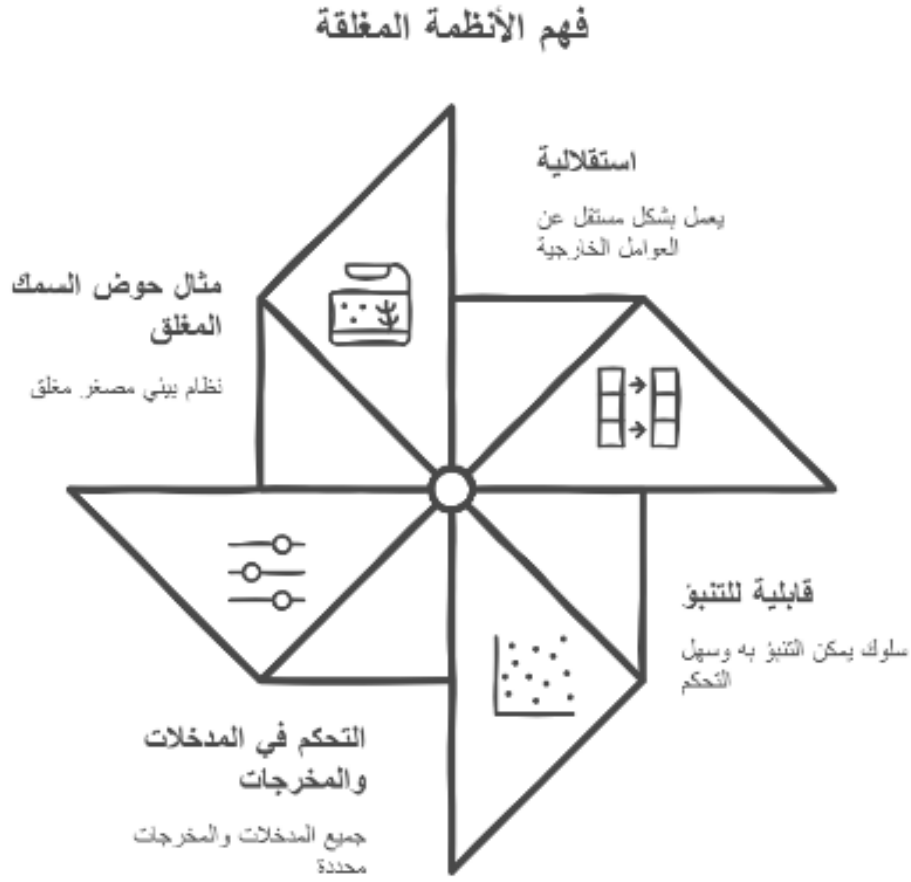 فهم الأنظمة المغلقة
استقلالية
يعمل بشكل مستقل عن
العوامل الخارجية
مثال حوض السمك
المغلق
نظام بيئي مصغر مغلق
قابلية للتنبؤ
سلوك يمكن التنبؤ به وسهل
التحكم
التحكم في المدخلات
والمخرجات
جميع المدخلات والمخرجات
محددة